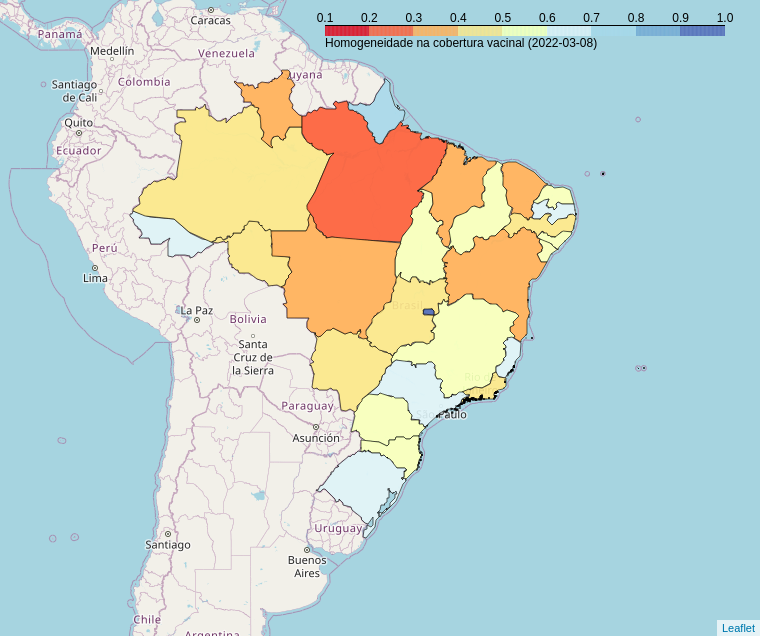 0.1 0.2 0.3 0.4 0.5 0.6 0.7 0.8 0.9 1.0
Homogeneidade na cobertura vacinal (2022-03-08)
Caracas
Panamá
Medellín
Venezuela
uyana
Colombia
Santiago
de Cali
Quito
Ecuador
Perú
Lima
La Paz
Bolivia
Brasil
Santa
Cruz de
la Sierra
Rio
Paraguay
São Paulo
Asunción
Uruguay
Santiago
Buenos
Aires
Chile
Argentina
Leaflet